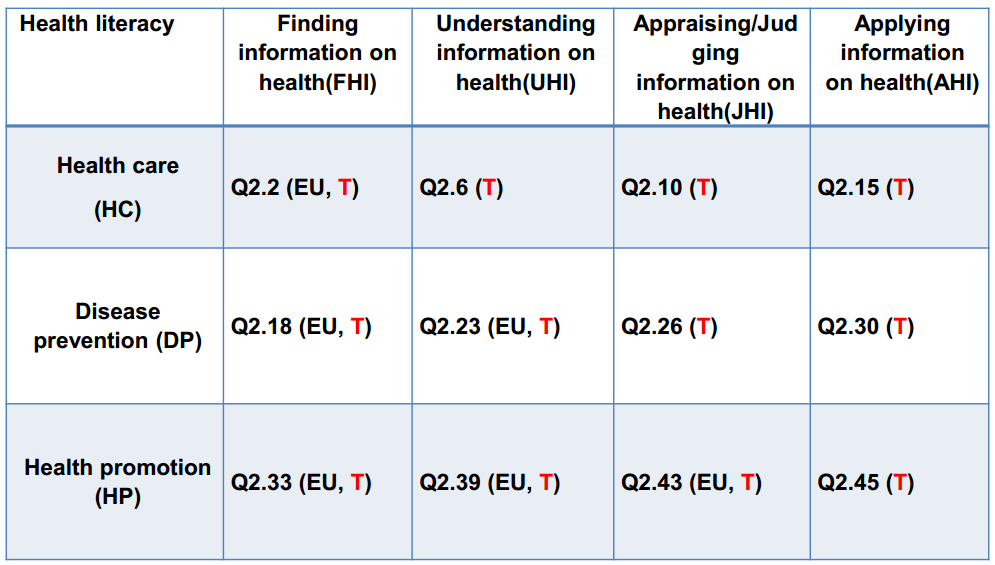 Health literacy
Finding
information on
health(FHI)
Understanding
information on
health(UHI)
Appraising/Jud
ging
information on
health(JHI)
Applying
information
on health(AHI)
Health care
(HC)
Q2.2 (EU, T)
Q2.6 (T)
Q2.10 (T)
Q2.15 (T)
Disease
prevention (DP)
Q2.18 (EU, T)
Q2.23 (EU, T)
Q2.26 (T)
Q2.30 (T)
Health promotion
(HP)
Q2.33 (EU, T)
Q2.39 (EU, T)
Q2.43 (EU, T)
Q2.45 (T)